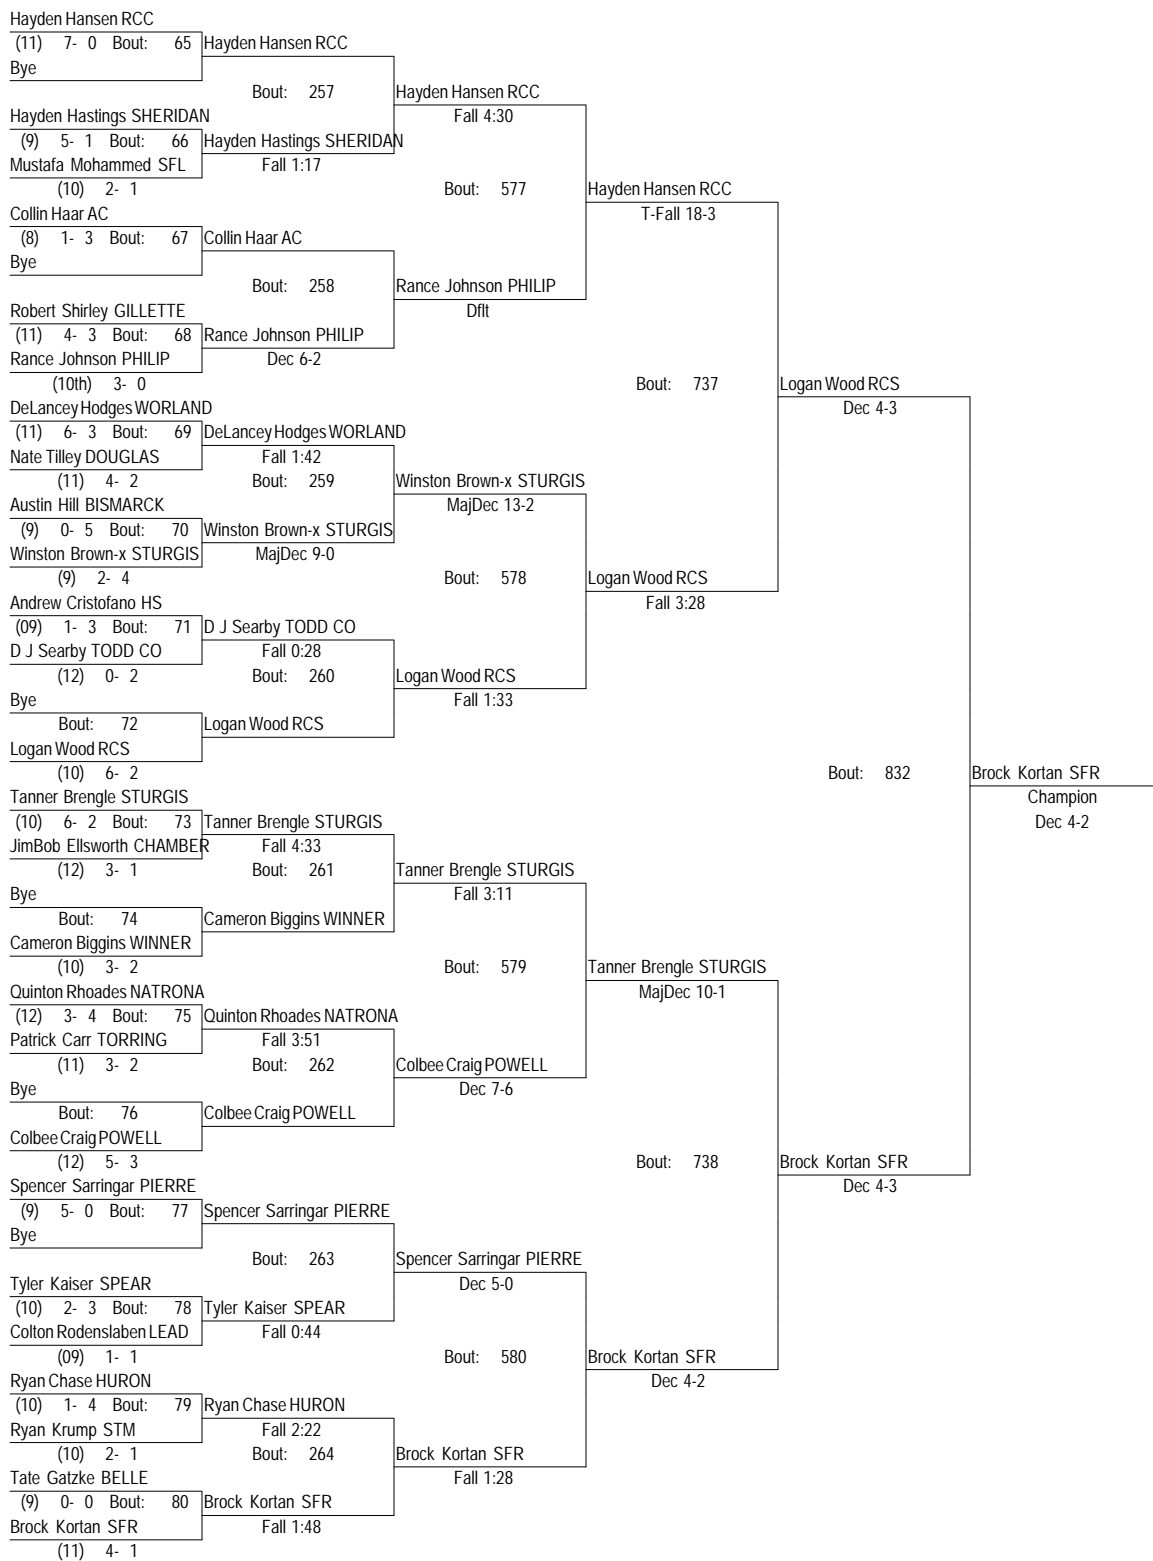 Hayden Hansen RCC
(11) 7- 0 Bout: 65 Hayden Hansen RCC
Bye
Bout: 257 Hayden Hansen RCC
Hayden Hastings SHERIDAN Fall 4:30
(9) 5- 1 Bout: 66 Hayden Hastings SHERIDAN
Mustafa Mohammed SFL Fall 1:17
(10) 2- 1 Bout: 577 Hayden Hansen RCC
Collin Haar AC T-Fall 18-3
(8) 1- 3 Bout: 67 Collin Haar AC
Bye
Bout: 258 Rance Johnson PHILIP
Robert Shirley GILLETTE Dflt
(11) 4- 3 Bout: 68 Rance Johnson PHILIP
Rance Johnson PHILIP Dec 6-2
(10th) 3- 0 Bout: 737 Logan Wood RCS
DeLancey Hodges WORLAND Dec 4-3
(11) 6- 3 Bout: 69 DeLancey Hodges WORLAND
Nate Tilley DOUGLAS Fall 1:42
(11) 4- 2 Bout: 259 Winston Brown-x STURGIS
Austin Hill BISMARCK MajDec 13-2
(9) 0- 5 Bout: 70 Winston Brown-x STURGIS
Winston Brown-x STURGIS MajDec 9-0
(9) 2- 4 Bout: 578 Logan Wood RCS
Andrew Cristofano HS Fall 3:28
(09) 1- 3 Bout: 71 D J Searby TODD CO
D J Searby TODD CO Fall 0:28
(12) 0- 2 Bout: 260 Logan Wood RCS
Bye Fall 1:33
Bout: 72 Logan Wood RCS
Logan Wood RCS
(10) 6- 2 Bout: 832 Brock Kortan SFR
Tanner Brengle STURGIS Champion
(10) 6- 2 Bout: 73 Tanner Brengle STURGIS Dec 4-2
JimBob Ellsworth CHAMBER Fall 4:33
(12) 3- 1 Bout: 261 Tanner Brengle STURGIS
Bye Fall 3:11
Bout: 74 Cameron Biggins WINNER
Cameron Biggins WINNER
(10) 3- 2 Bout: 579 Tanner Brengle STURGIS
Quinton Rhoades NATRONA MajDec 10-1
(12) 3- 4 Bout: 75 Quinton Rhoades NATRONA
Patrick Carr TORRING Fall 3:51
(11) 3- 2 Bout: 262 Colbee Craig POWELL
Bye Dec 7-6
Bout: 76 Colbee Craig POWELL
Colbee Craig POWELL
(12) 5- 3 Bout: 738 Brock Kortan SFR
Spencer Sarringar PIERRE Dec 4-3
(9) 5- 0 Bout: 77 Spencer Sarringar PIERRE
Bye
Bout: 263 Spencer Sarringar PIERRE
Tyler Kaiser SPEAR Dec 5-0
(10) 2- 3 Bout: 78 Tyler Kaiser SPEAR
Colton Rodenslaben LEAD Fall 0:44
(09) 1- 1 Bout: 580 Brock Kortan SFR
Ryan Chase HURON Dec 4-2
(10) 1- 4 Bout: 79 Ryan Chase HURON
Ryan Krump STM Fall 2:22
(10) 2- 1 Bout: 264 Brock Kortan SFR
Tate Gatzke BELLE Fall 1:28
(9) 0- 0 Bout: 80 Brock Kortan SFR
Brock Kortan SFR Fall 1:48
(11) 4- 1